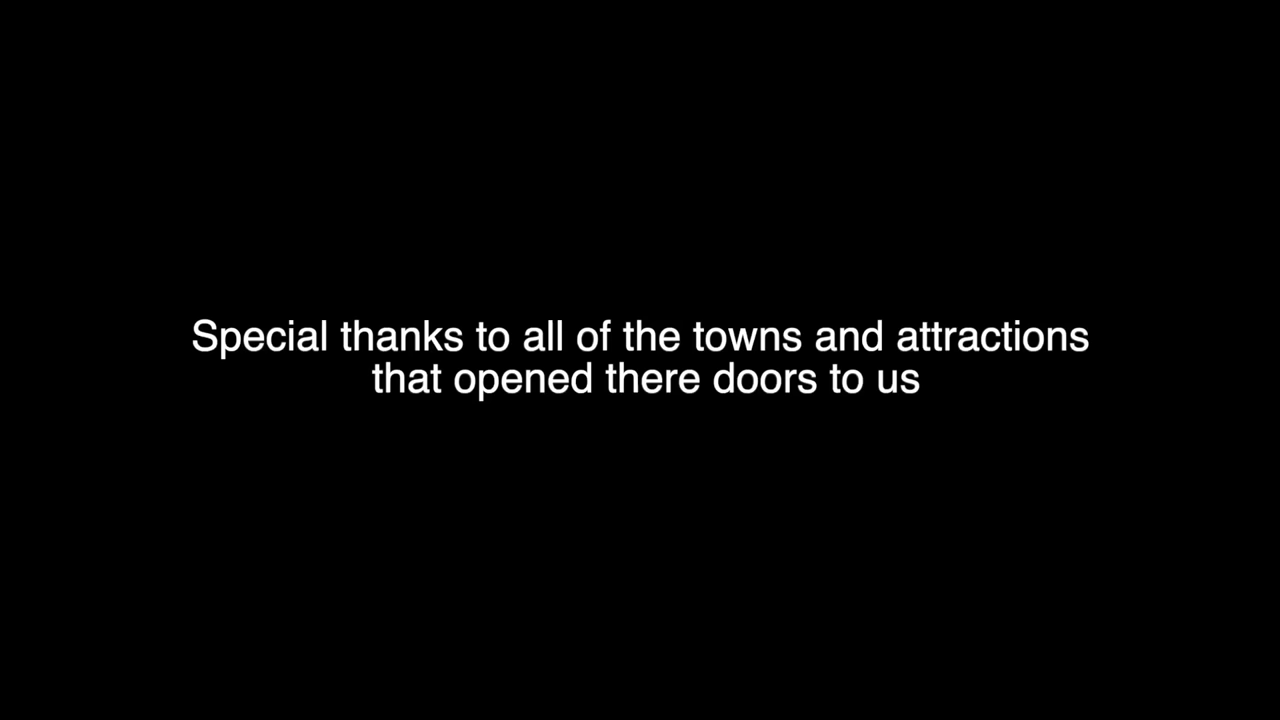 Special thanks to all of the towns and attractions
that opened there doors to us